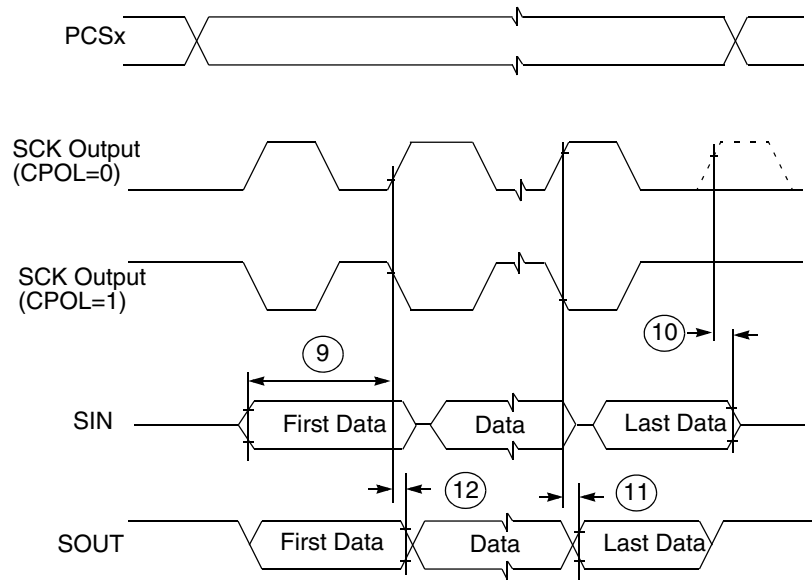 PCSx
SCK Output
(CPOL=0)
SCK Output
(CPOL=1)
10
9
SIN
First Data
Data
Last Data
12
11
SOUT
First Data
Data
Last Data